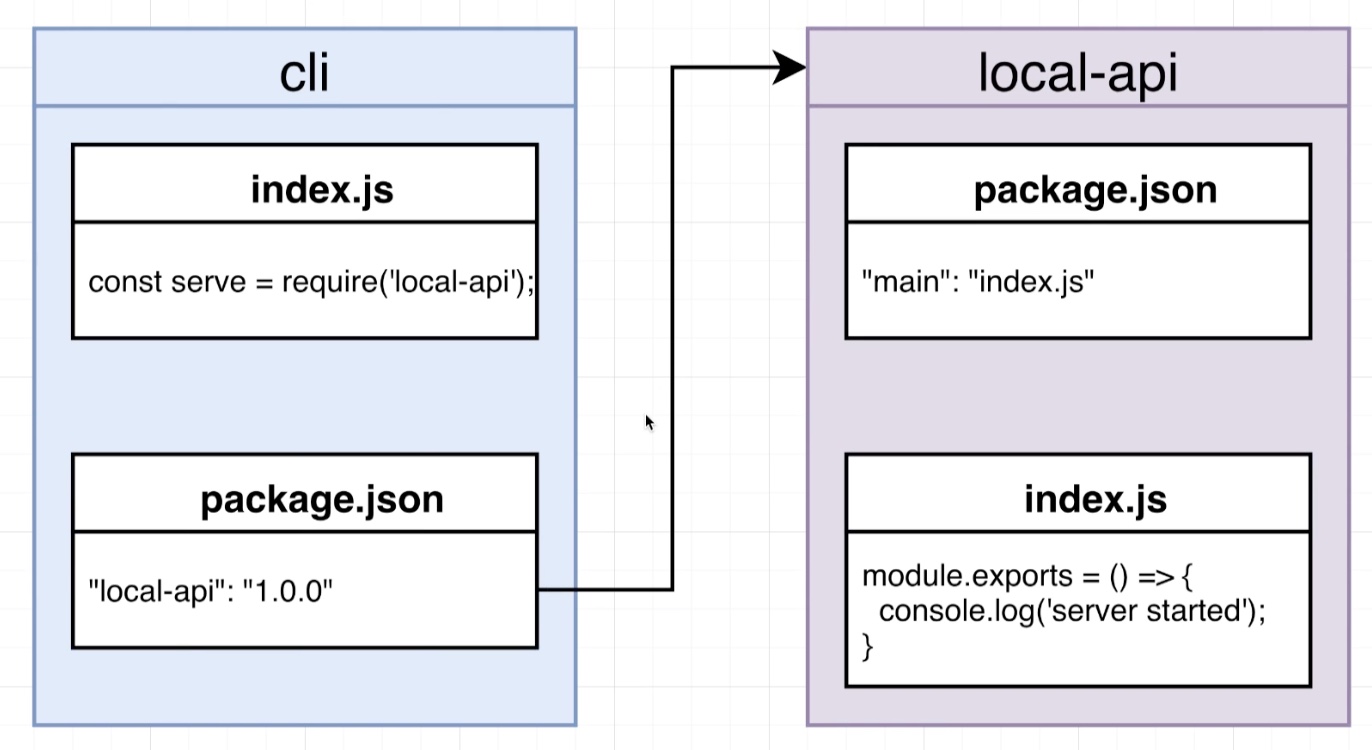 cli
index.js
const serve = require('local-api');
package.json
"local-api": "1.0.0"
local-api
package.json
"main": "index.js"
index.js
module.exports = () => {
console.log('server started');
}